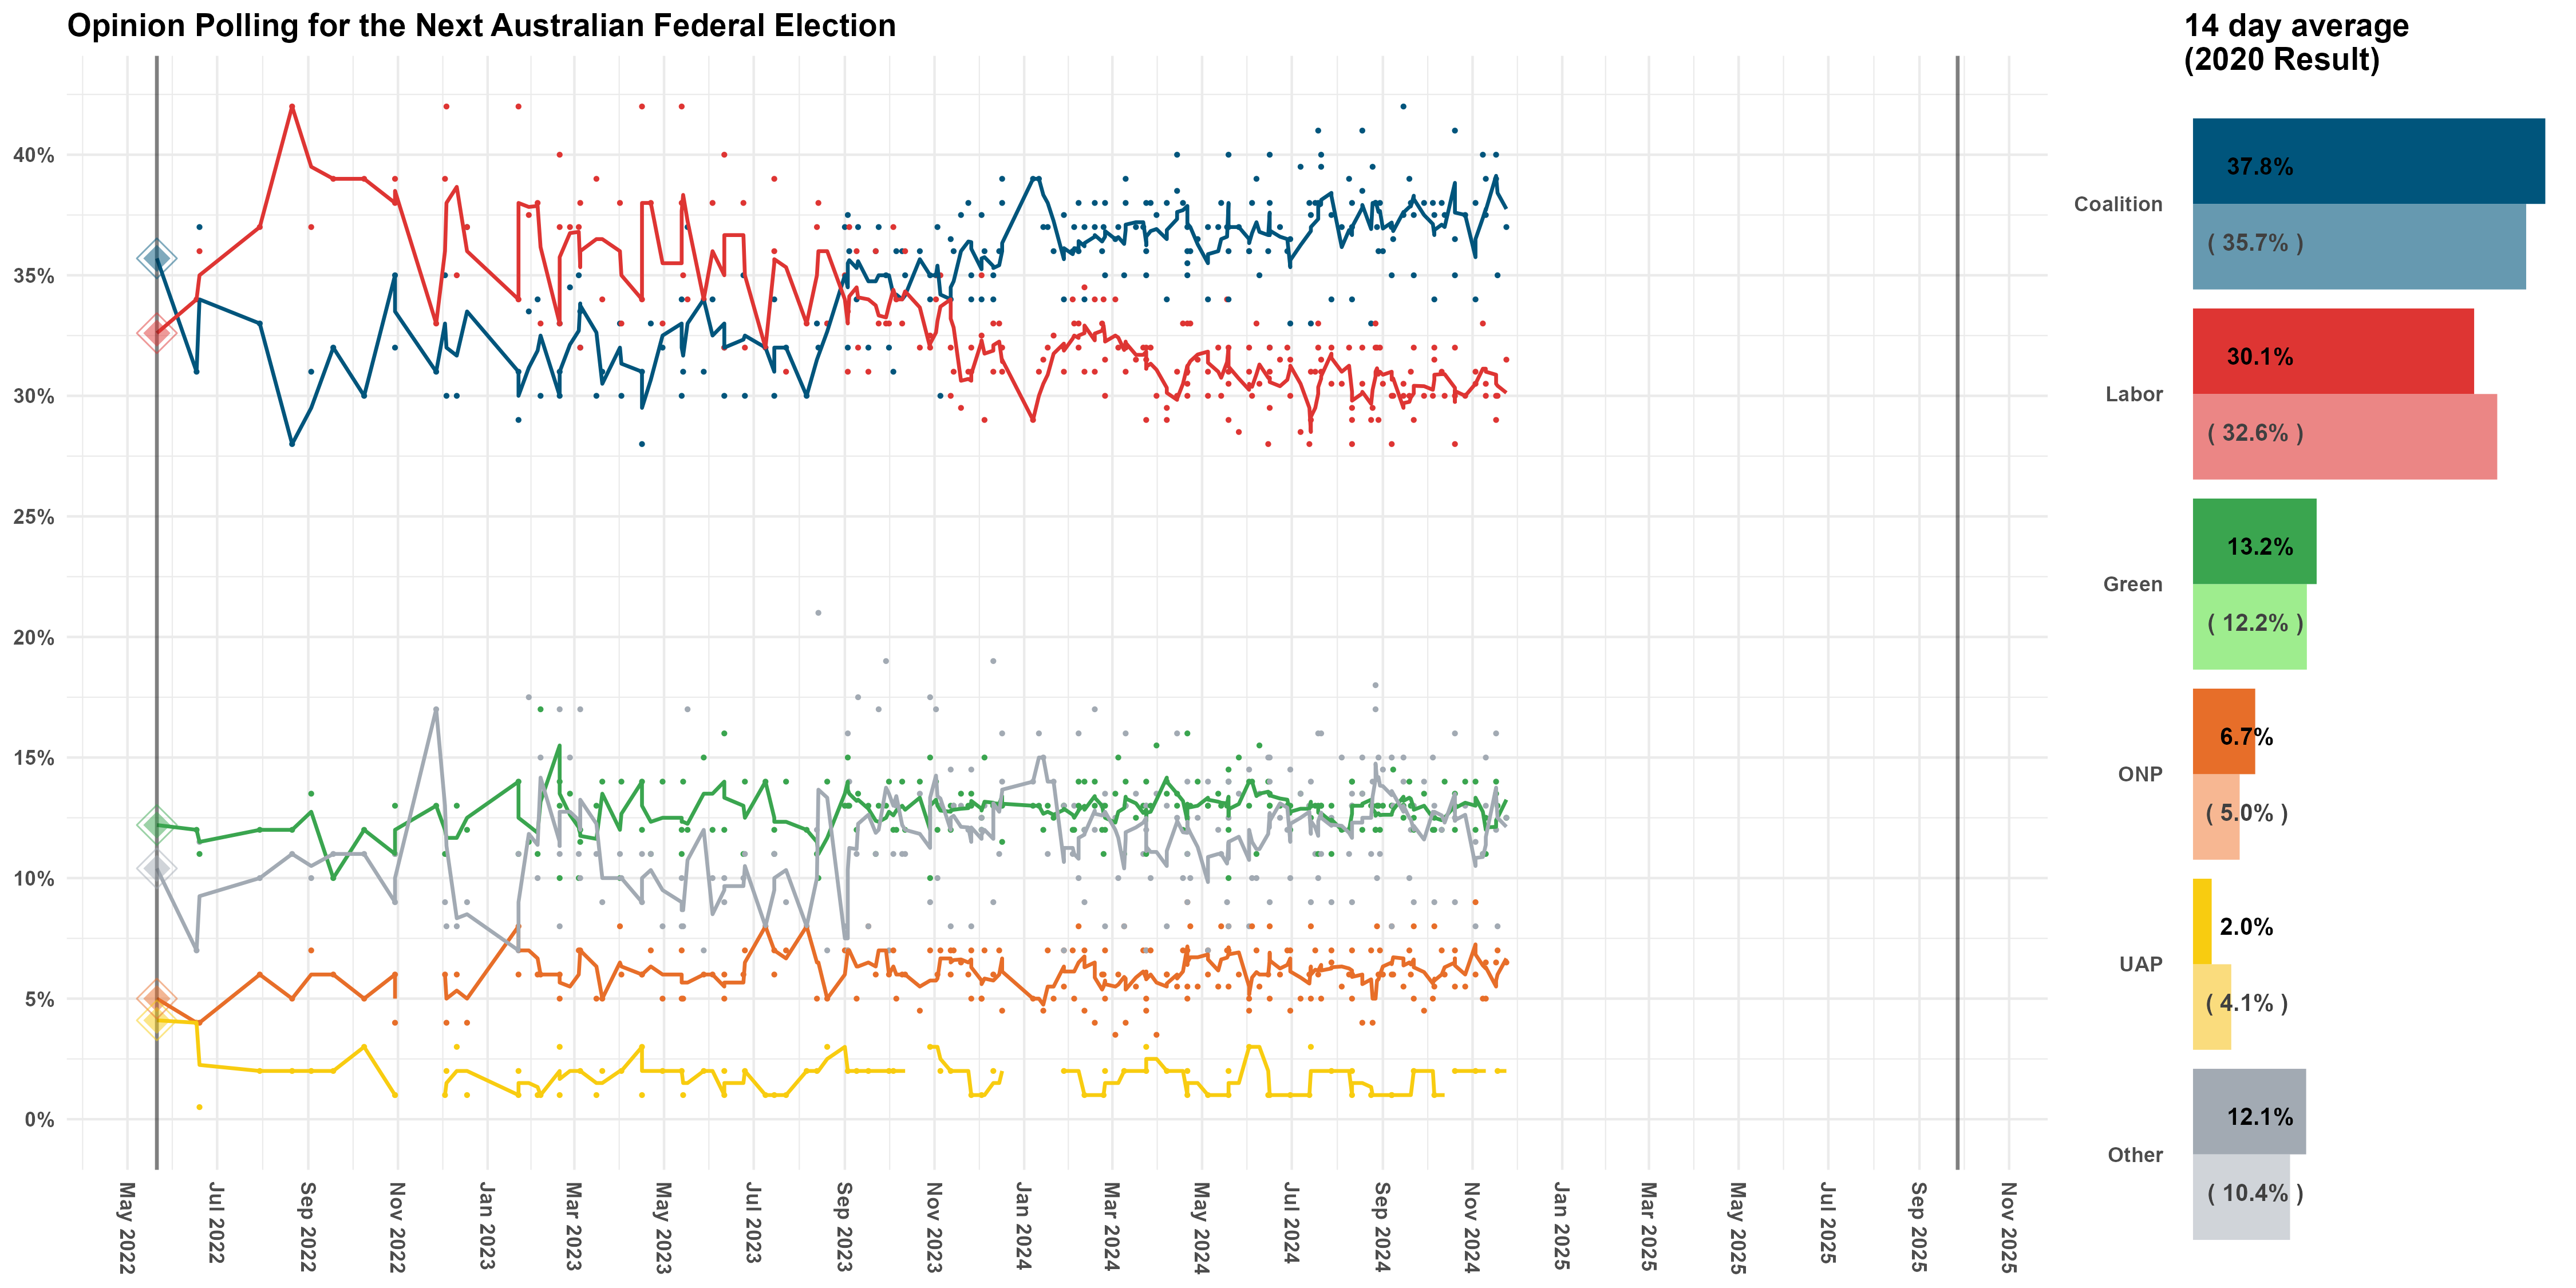 Opinion Polling for the Next Australian Federal Election
14 day average
(2020 Result)
40%
35%
30%
25%
20%
15%
10%
5%
0%
May 2022
Jul 2022
Sep 2022
Nov 2022
Jan 2023
Mar 2023
May 2023
Jul 2023
Sep 2023
Nov 2023
Jan 2024
Mar 2024
May 2024
Jul 2024
Sep 2024
Nov 2024
Jan 2025
Mar 2025
May 2025
Jul 2025
Sep 2025
Nov 2025
Coalition
37.8%
( 35.7% )
Labor
30.1%
( 32.6% )
Green
13.2%
( 12.2% )
ONP
6.7%
( 5.0% )
UAP
2.0%
( 4.1% )
Other
12.1%
( 10.4% )